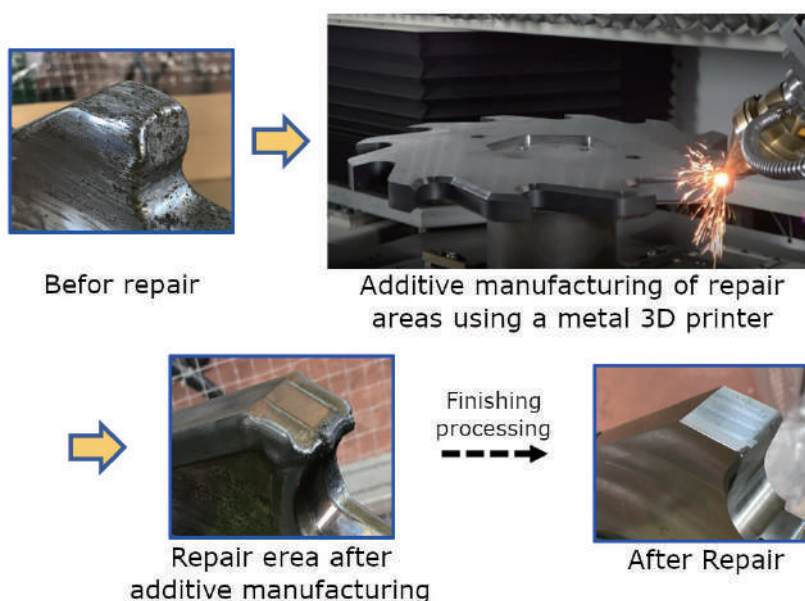 Befor repair
Additive manufacturing of repair
areas using a metal 3D printer
Finishing
processing
Repair erea after
additive manufacturing
After Repair